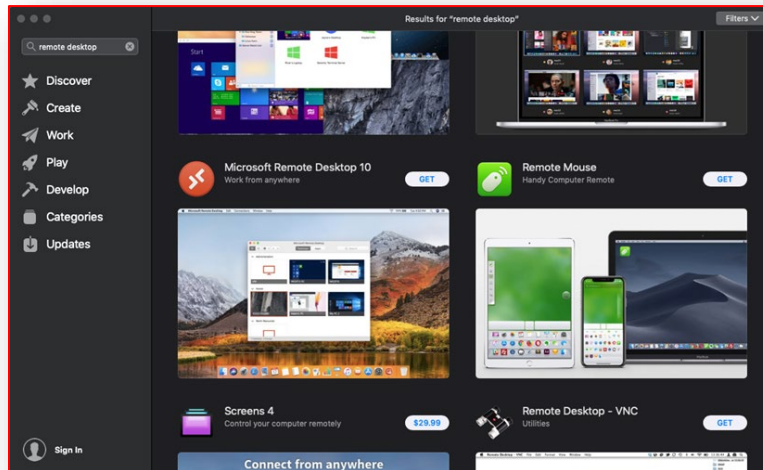 Results for “remote desktop”
Filters
remote desktop
Discover
Create
Work
Play
Develop
Categories
Updates
Sign In
Start
Microsoft Remote Desktop 10
Work from anywhere
GET
Remote Mouse
Handy Computer Remote
GET
Screens 4
Control your computer remotely
$29.99
Remote Desktop - VNC
Utilities
GET
Connect from anywhere